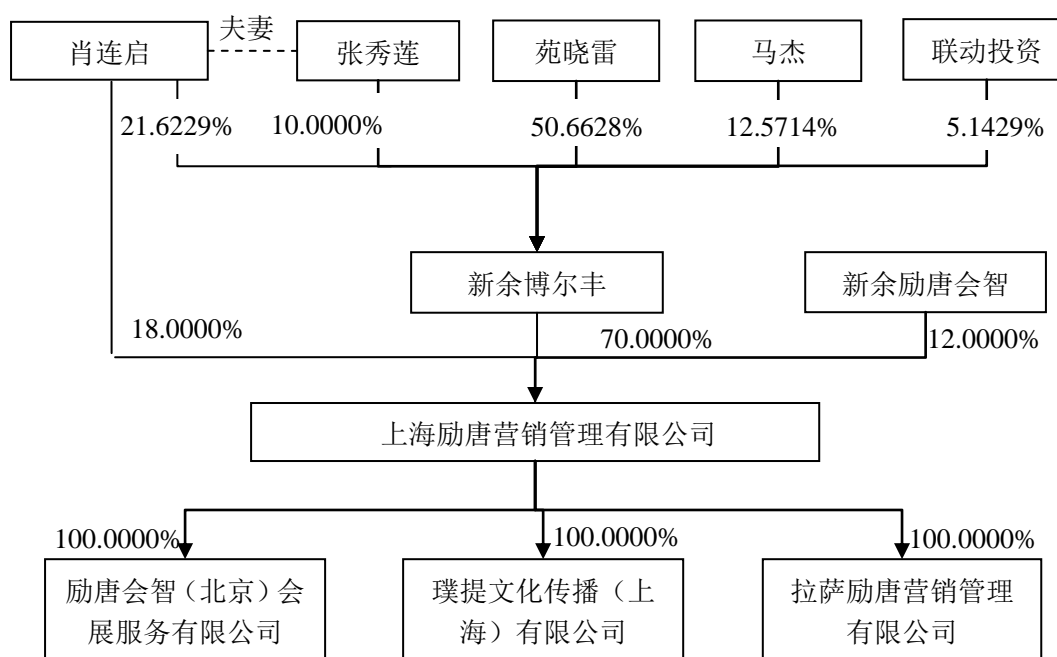 夫妻
肖连启
张秀莲
苑晓雷
马杰
联动投资
21.6229%
10.0000%
50.6628%
12.5714%
5.1429%
新余博尔丰
新余励唐会智
18.0000%
70.0000%
12.0000%
上海励唐营销管理有限公司
100.0000%
100.0000%
100.0000%
励唐会智（北京）会
展服务有限公司
璞提文化传播（上
海）有限公司
拉萨励唐营销管理
有限公司